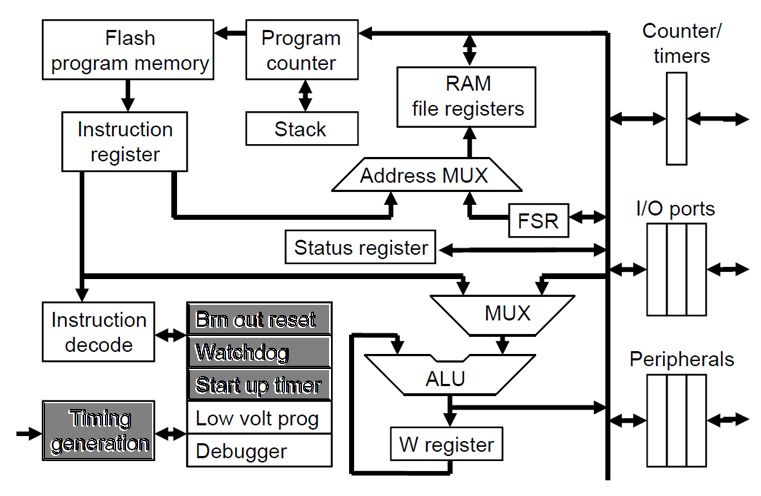 Flash
program memory
Program
counter
Counter/
timers
RAM
file registers
Instruction
register
Stack
Address MUX
FSR
I/O ports
Status register
Instruction
decode
Brn out reset
MUX
Watchdog
Peripherals
ALU
Start up timer
Timing
generation
Low volt prog
W register
Debugger